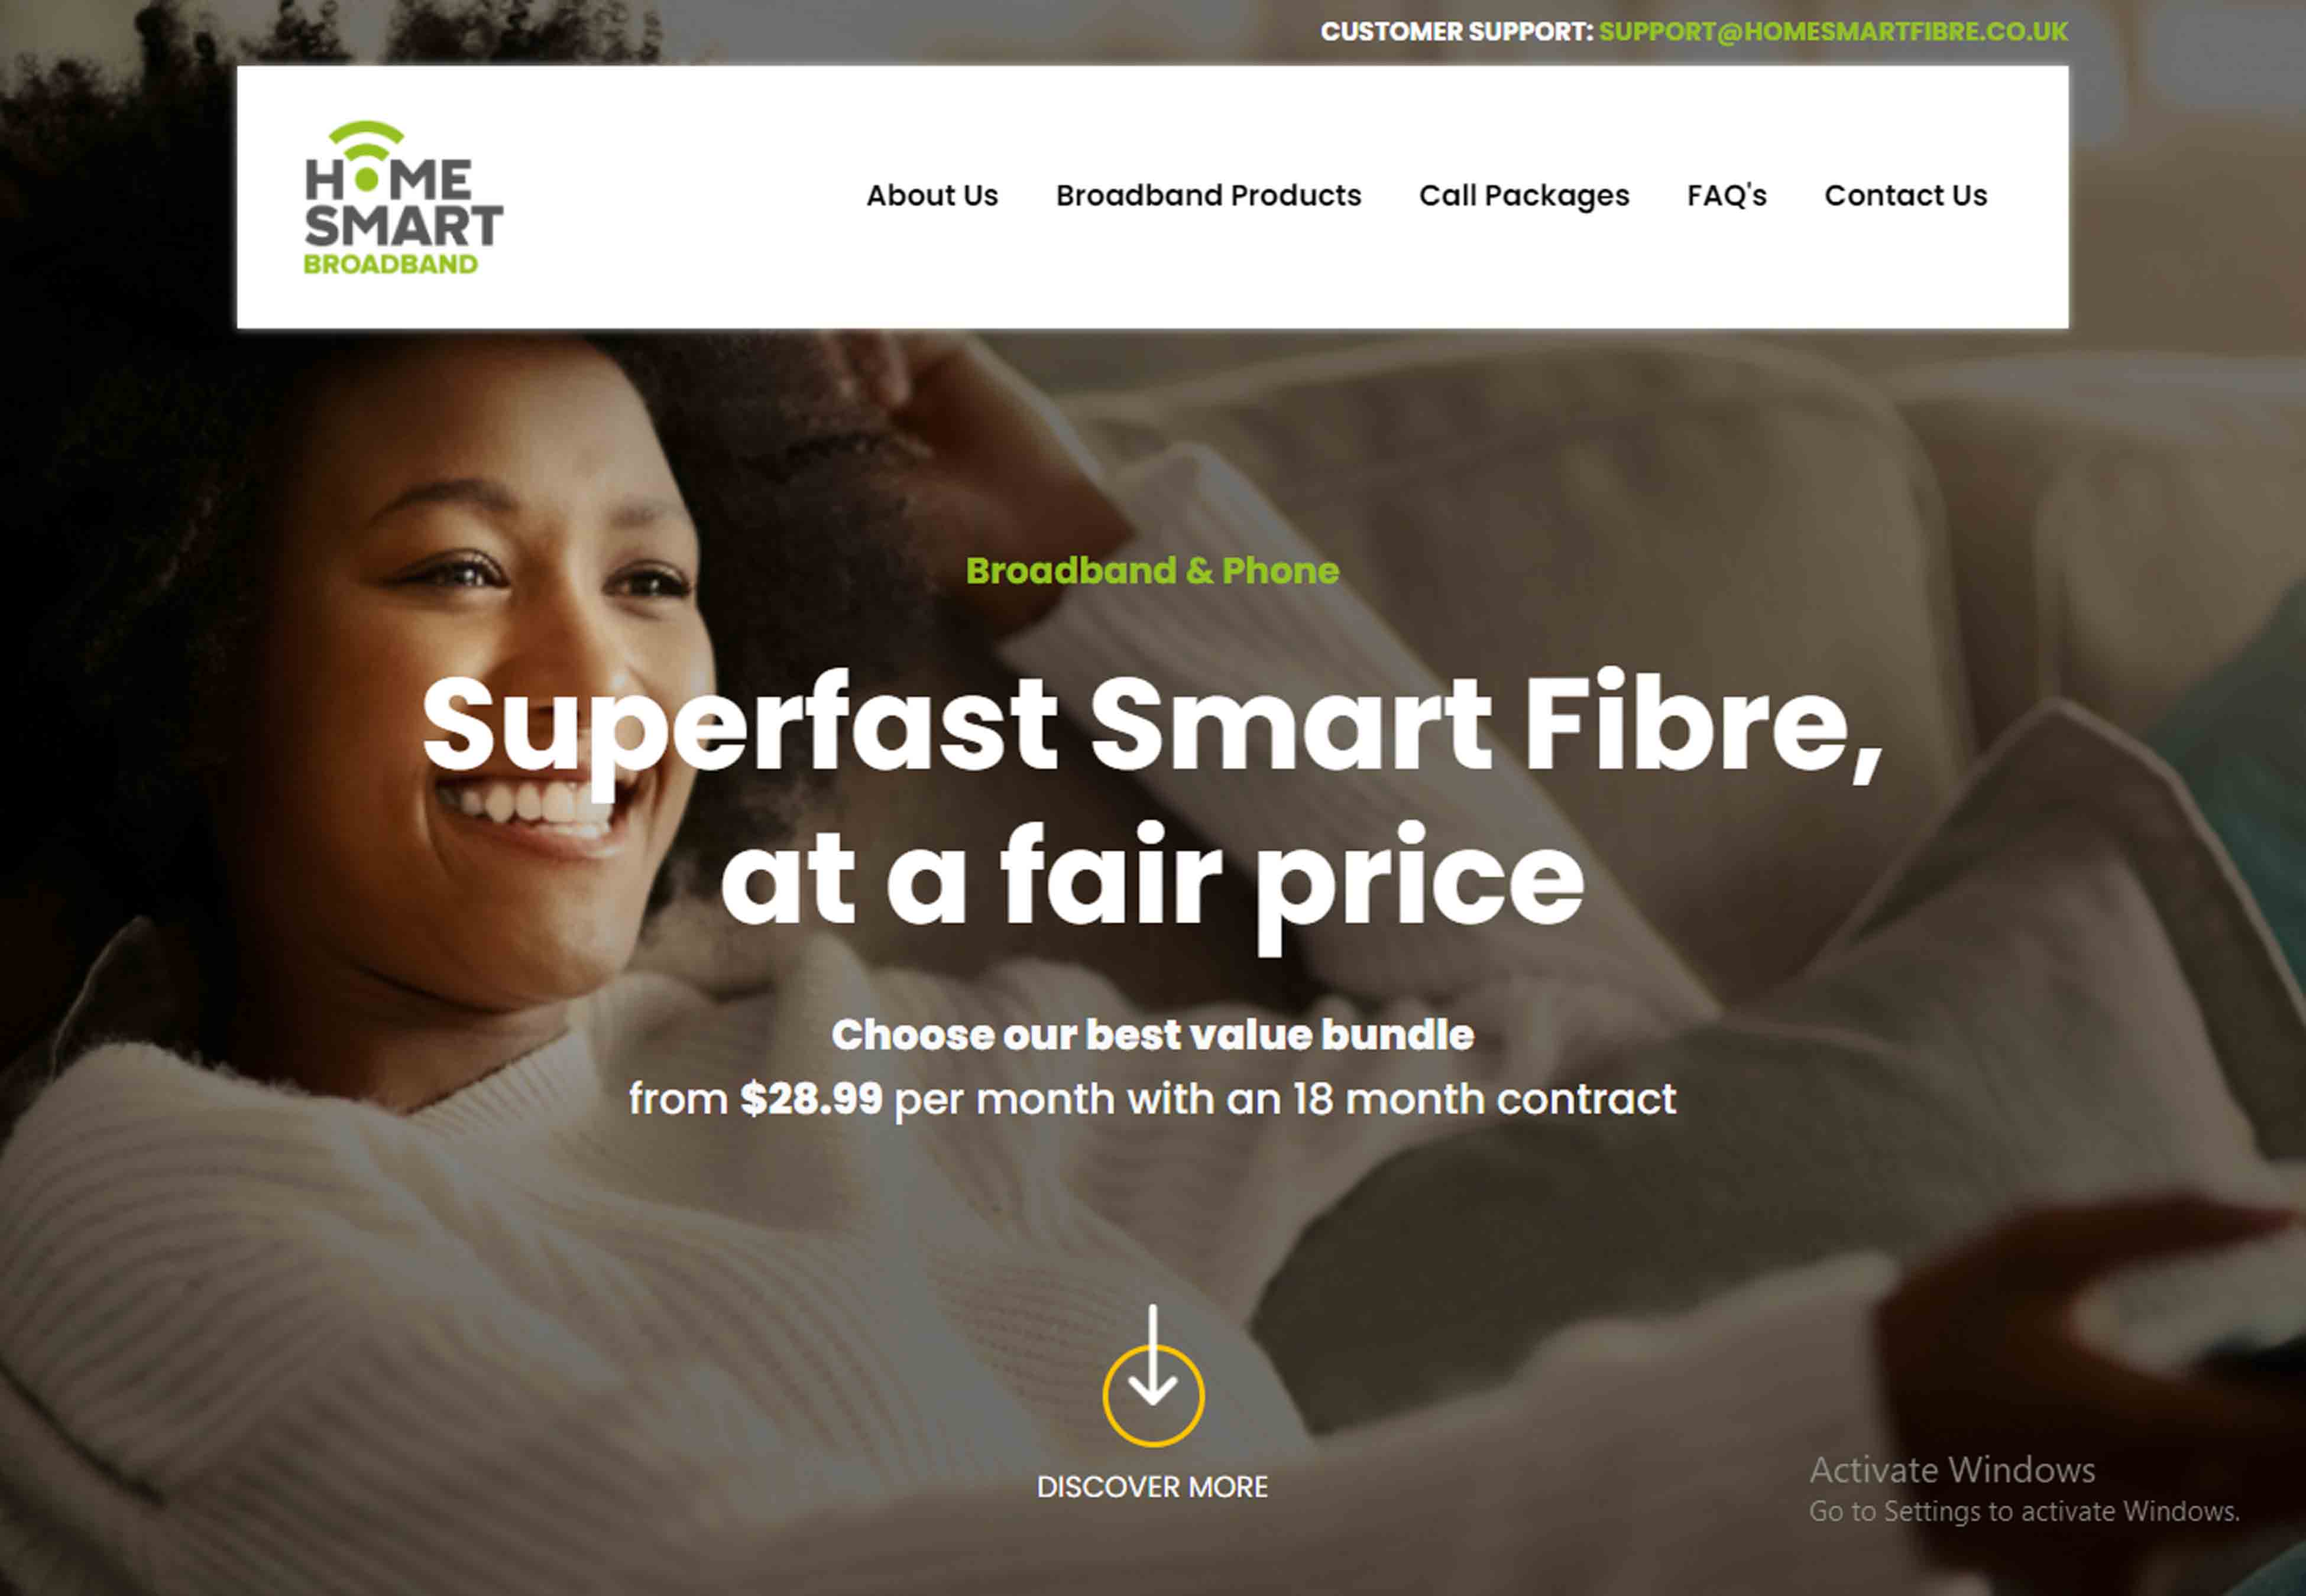 CUSTOMER SUPPORT: SUPPORT@HOMESMARTFIBRE.CO.UK
HOME
SMART
BROADBAND
About Us Broadband Products Call Packages FAQ's Contact Us
Broadband & Phone
Superfast Smart Fibre,
at a fair price
Choose our best value bundle
from $28.99 per month with an 18 month contract
DISCOVER MORE
Activate Windows
Go to Settings to activate Windows.